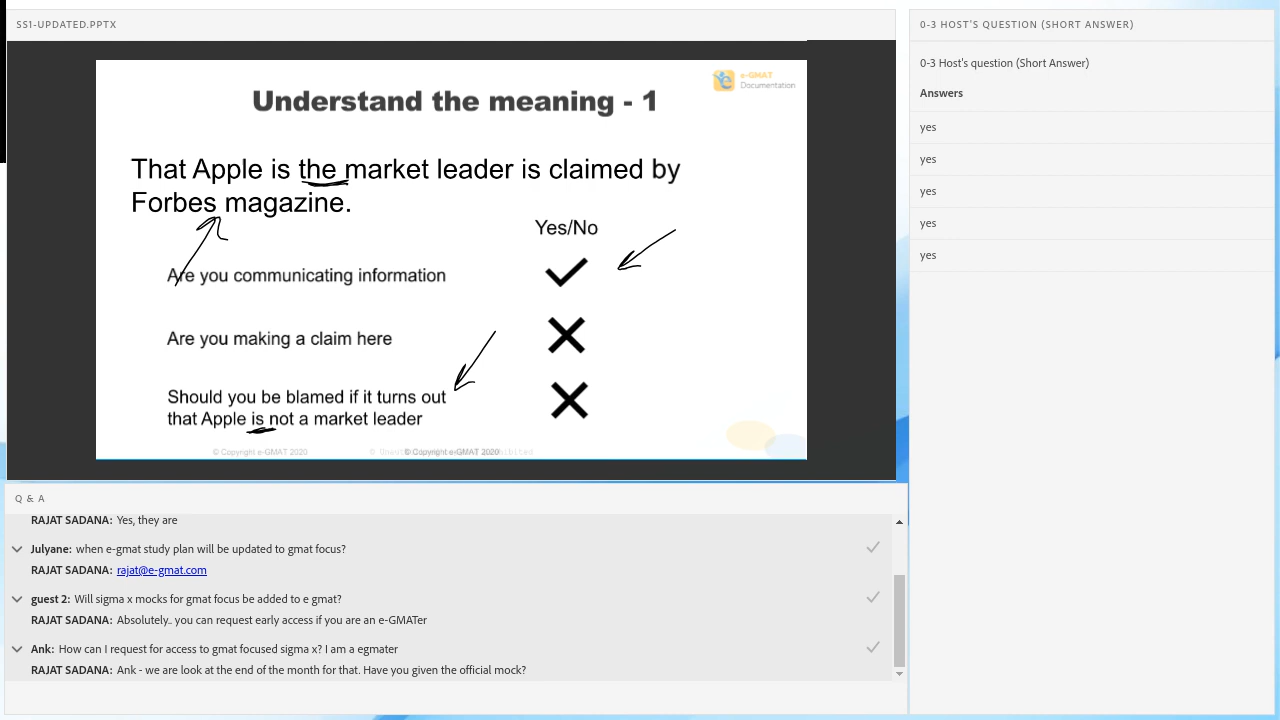 SS1-UPDATED.PPTX
e-GMAT
Documentation
Understand the meaning - 1
That Apple is the market leader is claimed by
Forbes magazine.
Yes/No
Are you communicating information
Are you making a claim here
Should you be blamed if it turns out
that Apple is not a market leader
© Copyright e-GMAT 2020
© Copyright e-GMAT 2020
Q & A
RAJAT SADANA: Yes, they are
Julyane: when e-gmat study plan will be updated to gmat focus?
RAJAT SADANA: rajat@e-gmat.com
guest 2: Will sigma x mocks for gmat focus be added to e gmat?
RAJAT SADANA: Absolutely.. you can request early access if you are an e-GMATer
Ank: How can I request for access to gmat focused sigma x? I am a egmater
RAJAT SADANA: Ank - we are look at the end of the month for that. Have you given the official mock?
0-3 HOST'S QUESTION (SHORT ANSWER)
0-3 Host's question (Short Answer)
Answers
yes
yes
yes
yes
yes